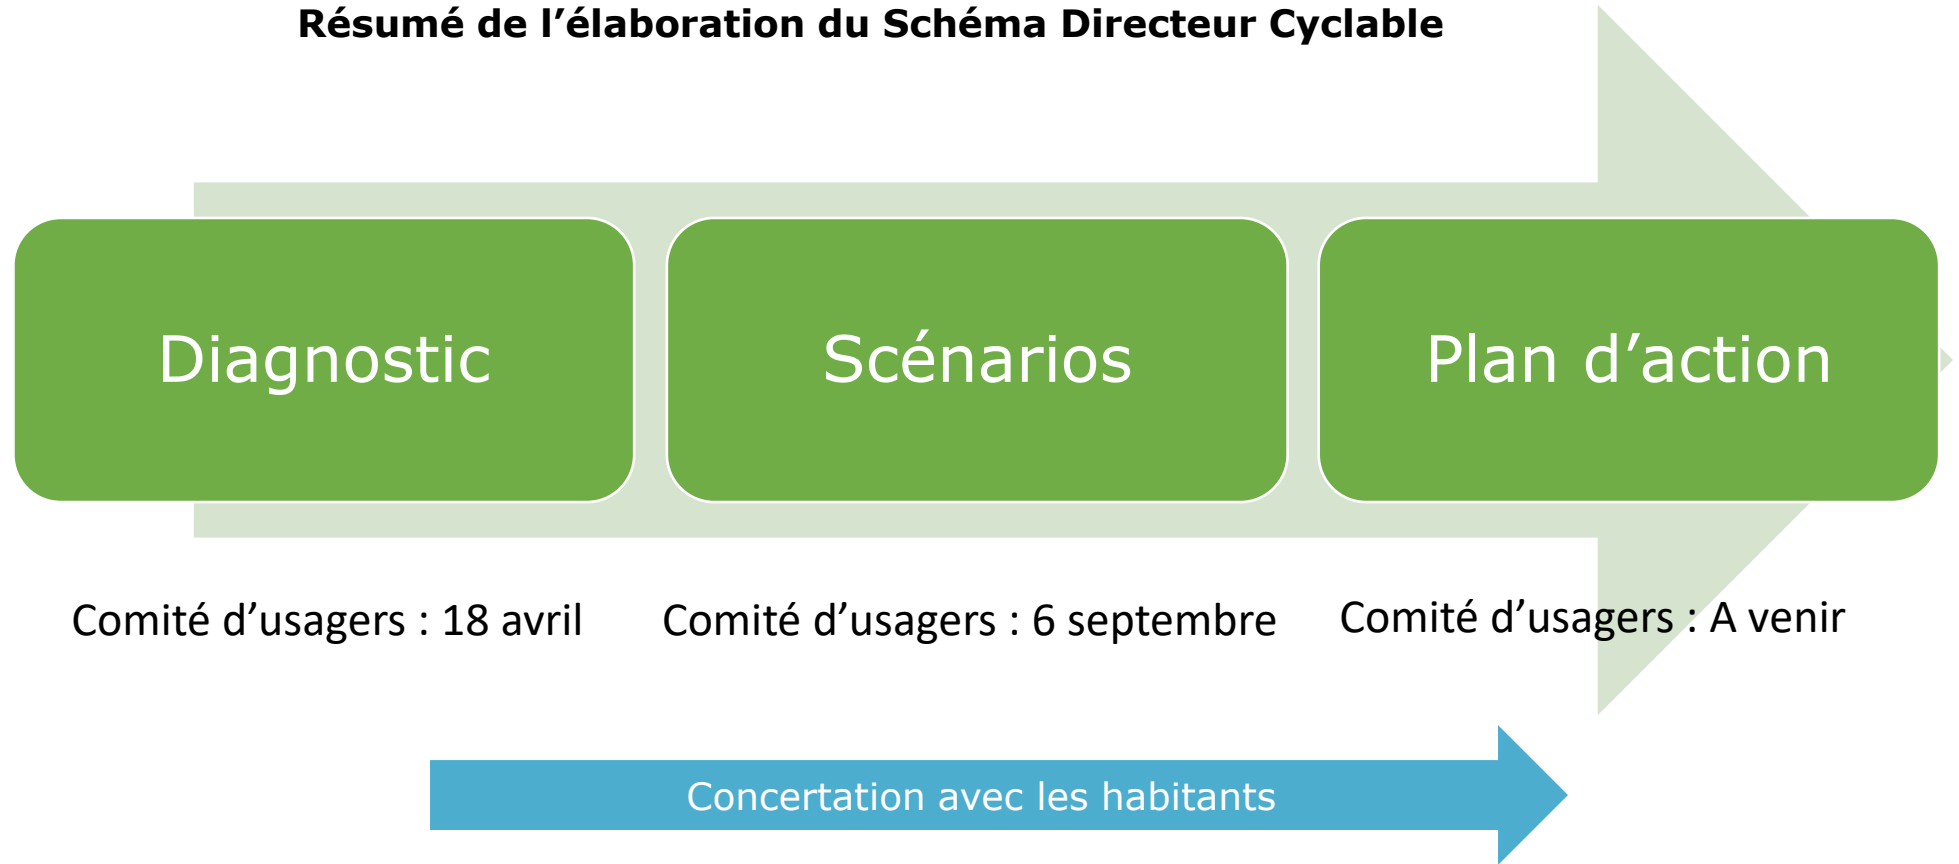 Résumé de l’élaboration du Schéma Directeur Cyclable
Diagnostic
Scénarios
Plan d’action
Comité d’usagers : 18 avril
Comité d’usagers : 6 septembre
Comité d’usagers : A venir
Concertation avec les habitants